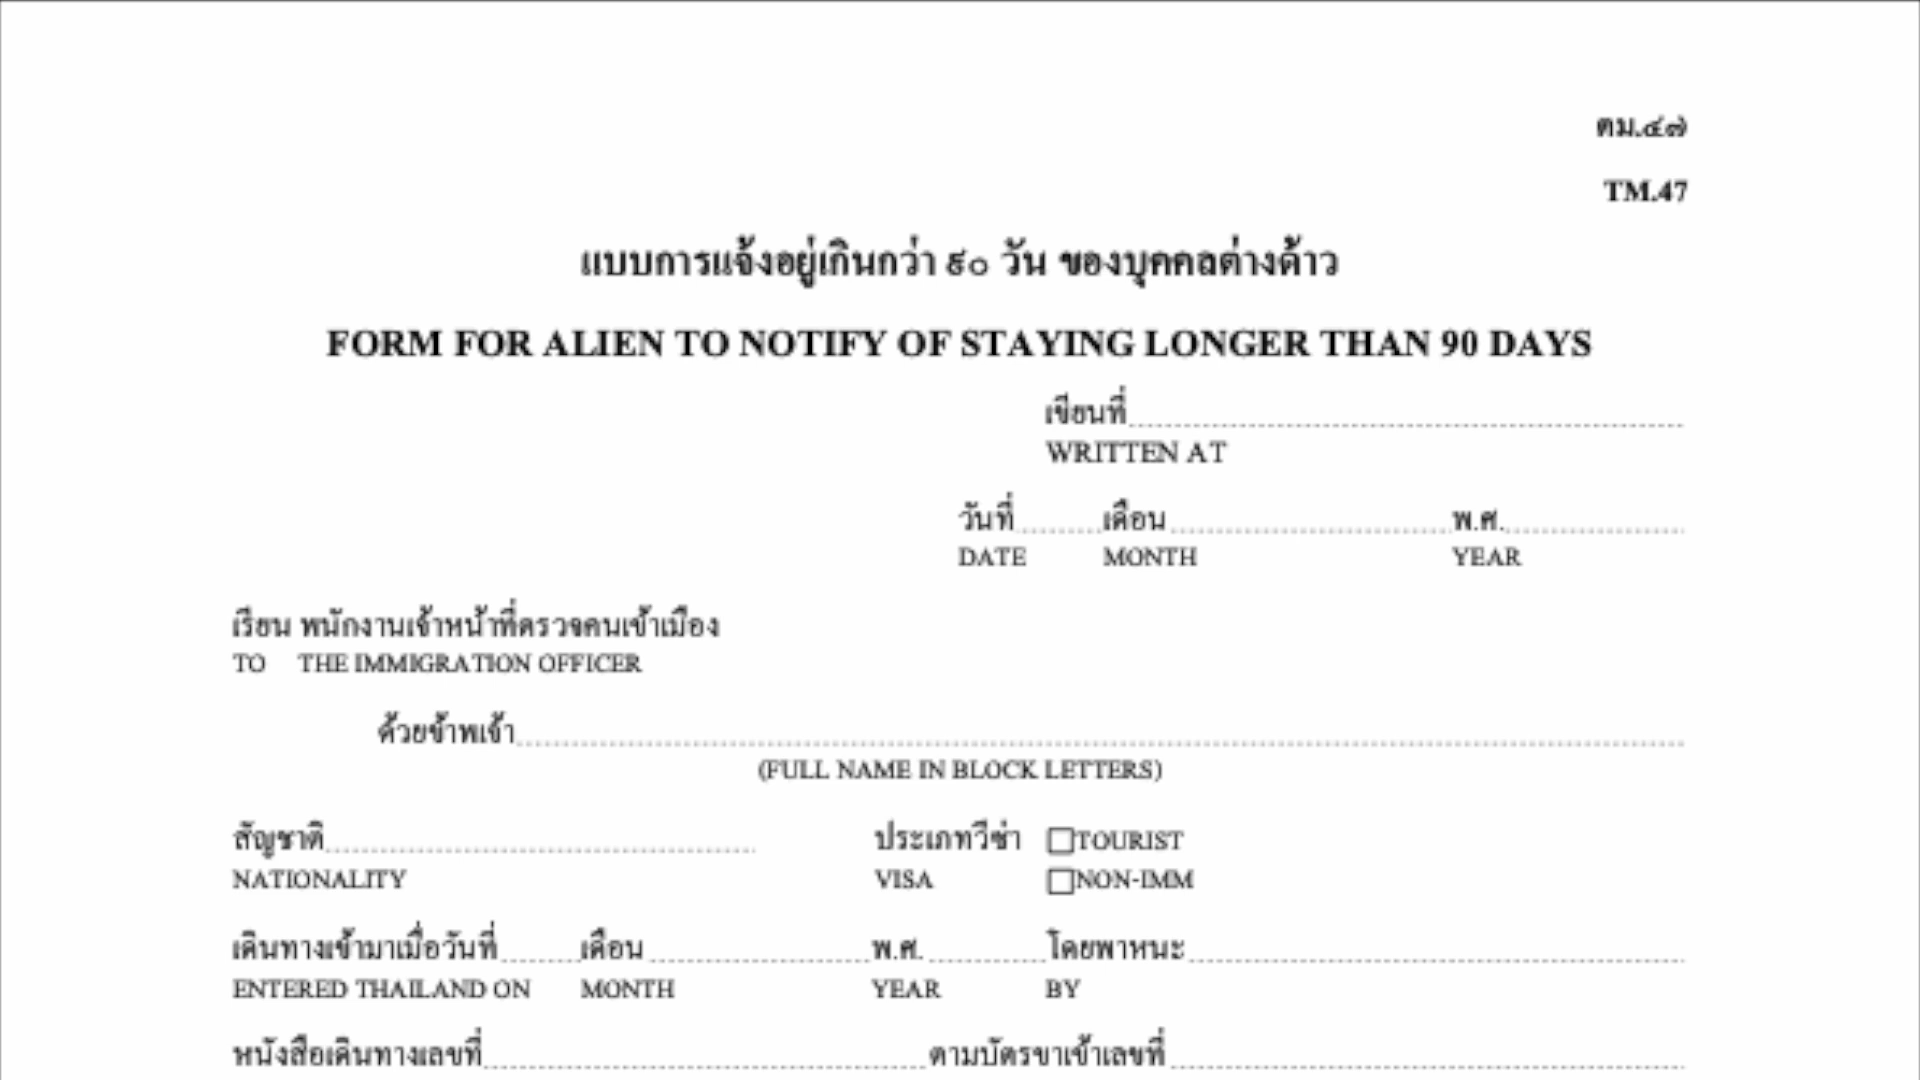 ตม.๔๗
TM.47
แบบการแจ้งอยู่เกินกว่า ๙๐ วัน ของบุคคลต่างด้าว
FORM FOR ALIEN TO NOTIFY OF STAYING LONGER THAN 90 DAYS
เขียนที่
WRITTEN AT
วันที่ เดือน พ.ศ.
DATE MONTH YEAR
เรียน พนักงานเจ้าหน้าที่ตรวจคนเข้าเมือง
TO THE IMMIGRATION OFFICER
ด้วยข้าพเจ้า
(FULL NAME IN BLOCK LETTERS)
สัญชาติ ประเภทวีซ่า TOURIST
NATIONALITY VISA NON-IMM
เดินทางเข้ามาเมื่อวันที่ เดือน พ.ศ. โดยพาหนะ
ENTERED THAILAND ON MONTH YEAR BY
หนังสือเดินทางเลขที่ ตามบัตรขาเข้าเลขที่